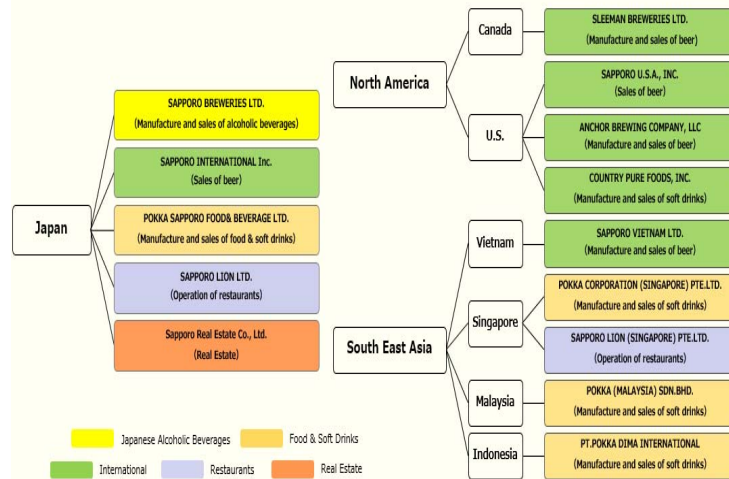 Japan
SAPPORO BREWERIES LTD.
(Manufacture and sales of alcoholic beverages)
SAPPORO INTERNATIONAL Inc.
(Sales of beer)
POKKA SAPPORO FOOD& BEVERAGE LTD.
(Manufacture and sales of food & soft drinks)
SAPPORO LION LTD.
(Operation of restaurants)
Sapporo Real Estate Co., Ltd.
(Real Estate)
North America
Canada
SLEEMAN BREWERIES LTD.
(Manufacture and sales of beer)
U.S.
SAPPORO U.S.A., INC.
(Sales of beer)
ANCHOR BREWING COMPANY, LLC
(Manufacture and sales of beer)
COUNTRY PURE FOODS, INC.
(Manufacture and sales of soft drinks)
South East Asia
Vietnam
SAPPORO VIETNAM LTD.
(Manufacture and sales of beer)
Singapore
POKKA CORPORATION (SINGAPORE) PTE.LTD.
(Manufacture and sales of soft drinks)
SAPPORO LION (SINGAPORE) PTE.LTD.
(Operation of restaurants)
Malaysia
POKKA (MALAYSIA) SDN.BHD.
(Manufacture and sales of soft drinks)
Indonesia
PT.POKKA DIMA INTERNATIONAL
(Manufacture and sales of soft drinks)
Japanese Alcoholic Beverages
Food & Soft Drinks
International
Restaurants
Real Estate